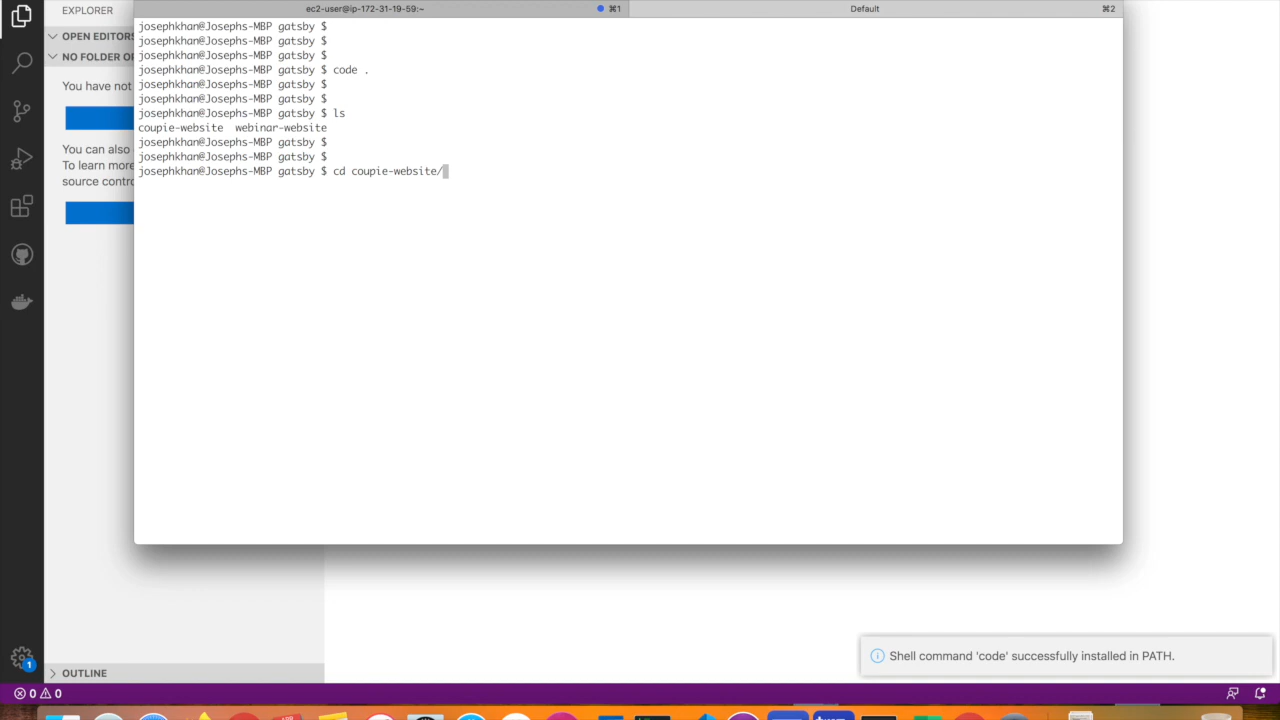 EXPLORER
OPEN EDITORS
NO FOLDER OP
You have not
You can also
To learn more
source contro
OUTLINE
0 0
1
ec2-user@ip-172-31-19-59:~ ⌘1
Default ⌘2
josephkhan@Josephs-MBP gatsby $
josephkhan@Josephs-MBP gatsby $
josephkhan@Josephs-MBP gatsby $
josephkhan@Josephs-MBP gatsby $ code .
josephkhan@Josephs-MBP gatsby $
josephkhan@Josephs-MBP gatsby $
josephkhan@Josephs-MBP gatsby $ ls
coupie-website webinar-website
josephkhan@Josephs-MBP gatsby $
josephkhan@Josephs-MBP gatsby $
josephkhan@Josephs-MBP gatsby $ cd coupie-website/
Shell command 'code' successfully installed in PATH.